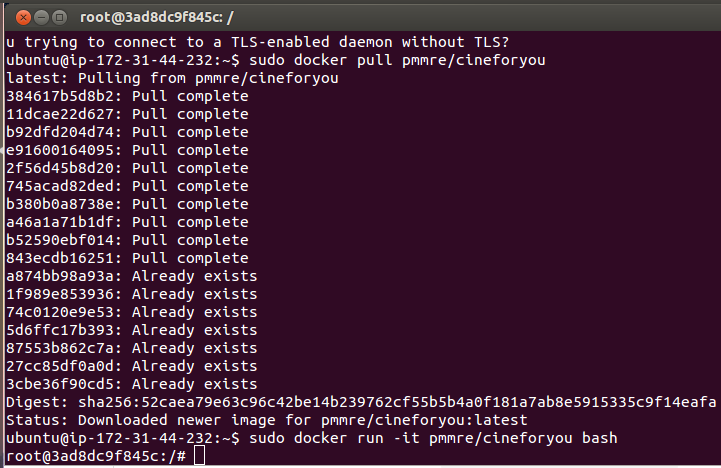 root@3ad8dc9f845c: /
u trying to connect to a TLS-enabled daemon without TLS?
ubuntu@ip-172-31-44-232:~$ sudo docker pull pmmre/cineforyou
latest: Pulling from pmmre/cineforyou
384617b5d8b2: Pull complete
11dcae22d627: Pull complete
b92dfd204d74: Pull complete
e91600164095: Pull complete
2f56d45b8d20: Pull complete
745acad82ded: Pull complete
b380b0a8738e: Pull complete
a46a1a71b1df: Pull complete
b52590ebf014: Pull complete
843ecdb16251: Pull complete
a874bb98a93a: Already exists
1f989e853936: Already exists
74c0120e9e53: Already exists
5d6ffc17b393: Already exists
87553b862c7a: Already exists
27cc85df0a0d: Already exists
3cbe36f90cd5: Already exists
Digest: sha256:52caea79e63c96c42be14b239762cf55b5b4a0f181a7ab8e5915335c9f14eafa
Status: Downloaded newer image for pmmre/cineforyou:latest
ubuntu@ip-172-31-44-232:~$ sudo docker run -it pmmre/cineforyou bash
root@3ad8dc9f845c:/#